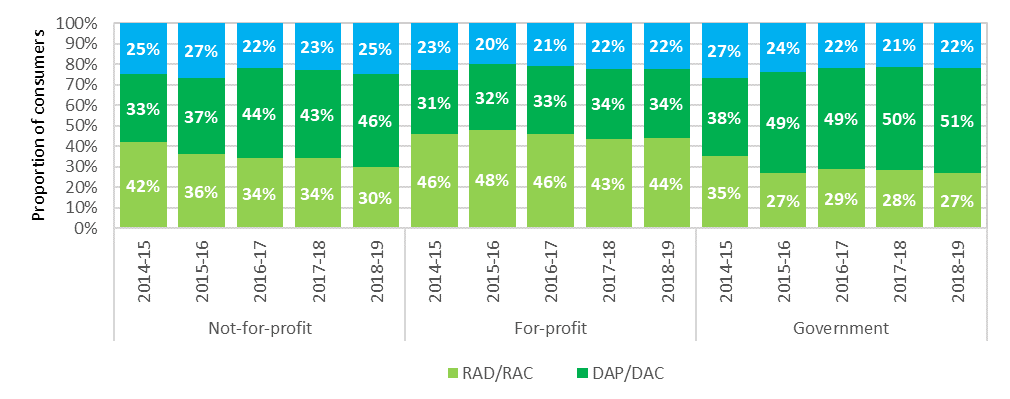 Proportion of consumers
100%
90%
80%
70%
60%
50%
40%
30%
20%
10%
0%
25% 27% 22% 23% 25% 23% 20% 21% 22% 22% 27% 24% 22% 21% 22%
33% 37% 44% 43% 46% 31% 32% 33% 34% 34% 38% 49% 49% 50% 51%
42% 36% 34% 34% 30% 46% 48% 46% 43% 44% 35% 27% 29% 28% 27%
2014-15 2015-16 2016-17 2017-18 2018-19 2014-15 2015-16 2016-17 2017-18 2018-19 2014-15 2015-16 2016-17 2017-18 2018-19
Not-for-profit For-profit Government
RAD/RAC DAP/DAC